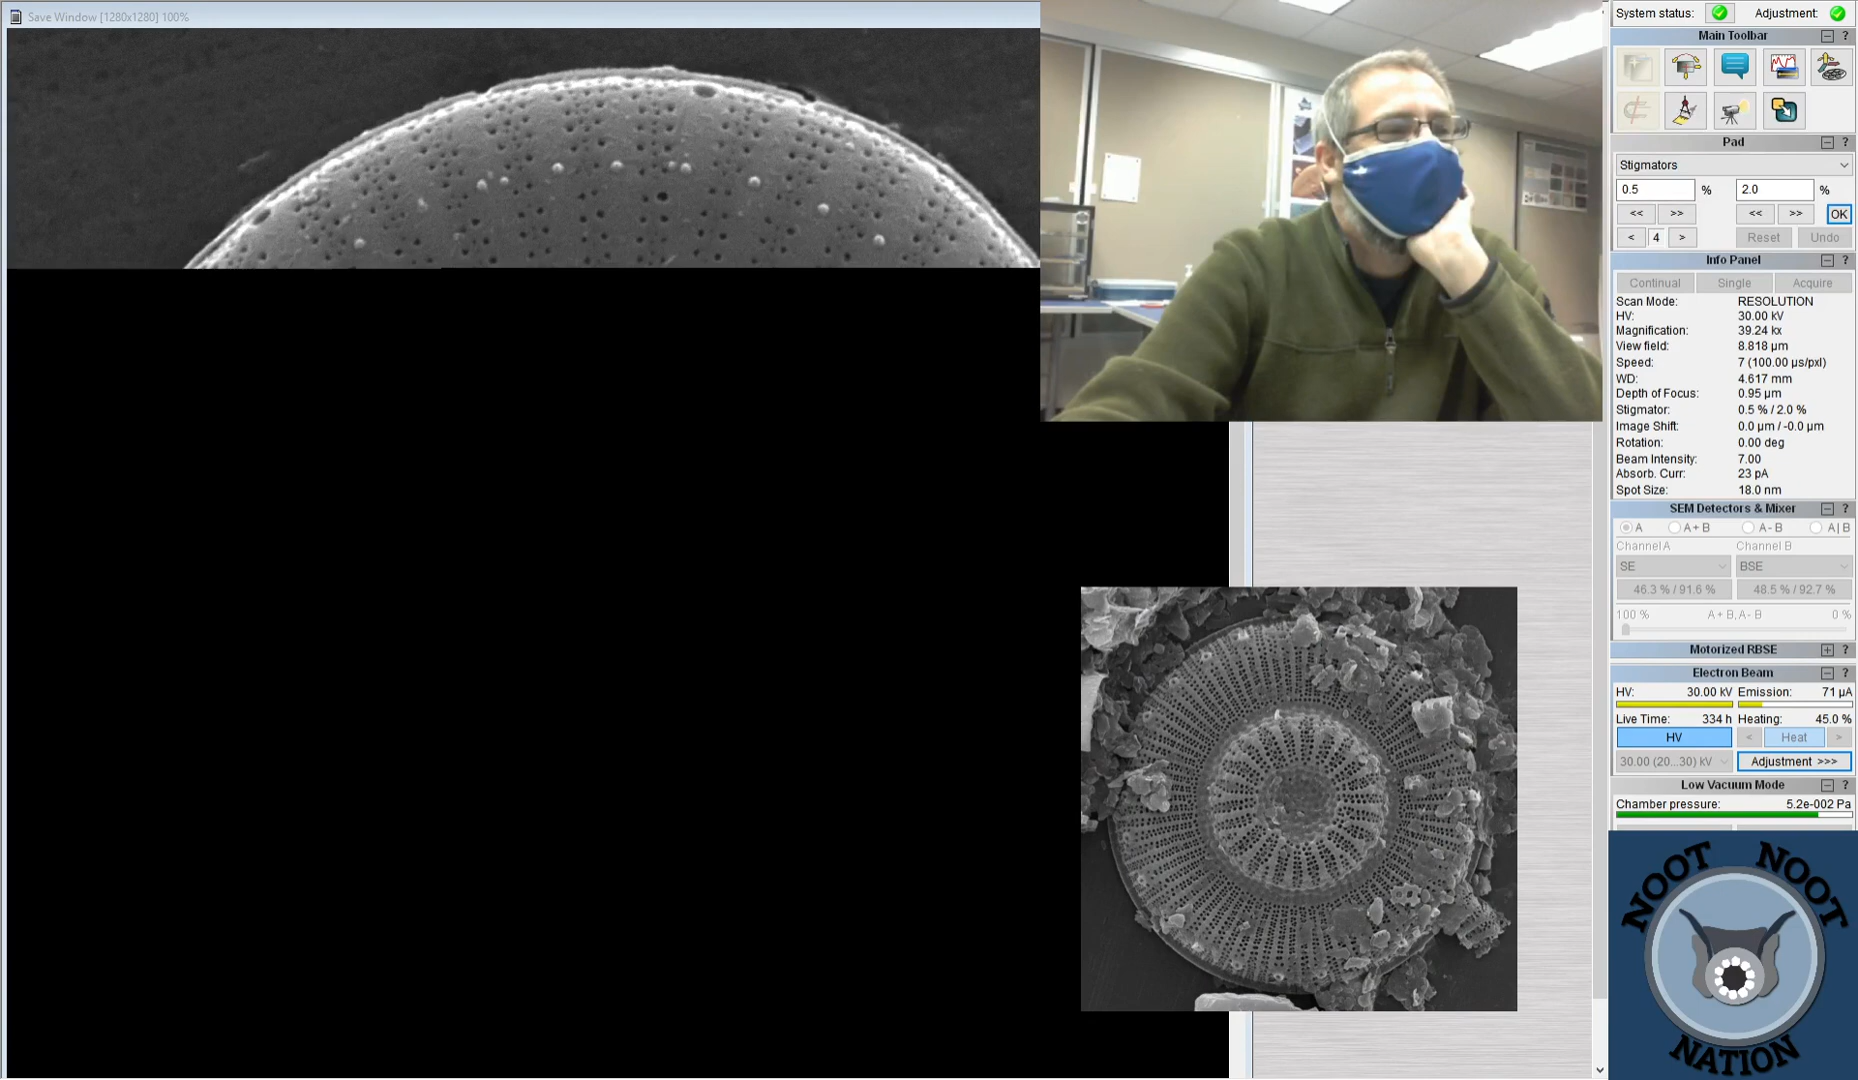 Save Window [1280x1280] 100%
System status: Adjustment:
Main Toolbar
?
Pad
?
Stigmators
0.5 % 2.0 %
<< >> << >> OK
< 4 > Reset Undo
Info Panel
?
Continual Single Acquire
Scan Mode: RESOLUTION
HV: 30.00 kV
Magnification: 39.24 kx
View field: 8.818 µm
Speed: 7 (100.00 µs/pxl)
WD: 4.617 mm
Depth of Focus: 0.95 µm
Stigmator: 0.5 % / 2.0 %
Image Shift: 0.0 µm / -0.0 µm
Rotation: 0.00 deg
Beam Intensity: 7.00
Absorb. Curr: 23 pA
Spot Size: 18.0 nm
SEM Detectors & Mixer
?
A A + B A - B A | B
Channel A Channel B
SE BSE
46.3 % / 91.6 % 48.5 % / 92.7 %
100 % A + B, A - B 0 %
Motorized RBSE
?
Electron Beam
?
HV: 30.00 kV Emission: 71 µA
Live Time: 334 h Heating: 45.0 %
HV < Heat >
30.00 (20...30) kV Adjustment >>>
Low Vacuum Mode
?
Chamber pressure: 5.2e-002 Pa
NOOT NOOT
NATION